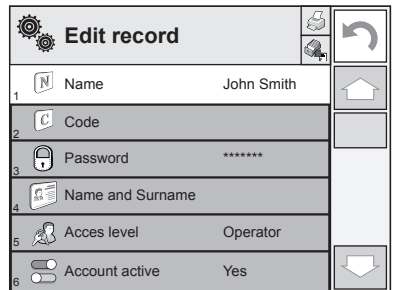 Edit record
N
1 Name John Smith
C
2 Code
3 Password *******
4 Name and Surname
5 Acces level Operator
6 Account active Yes